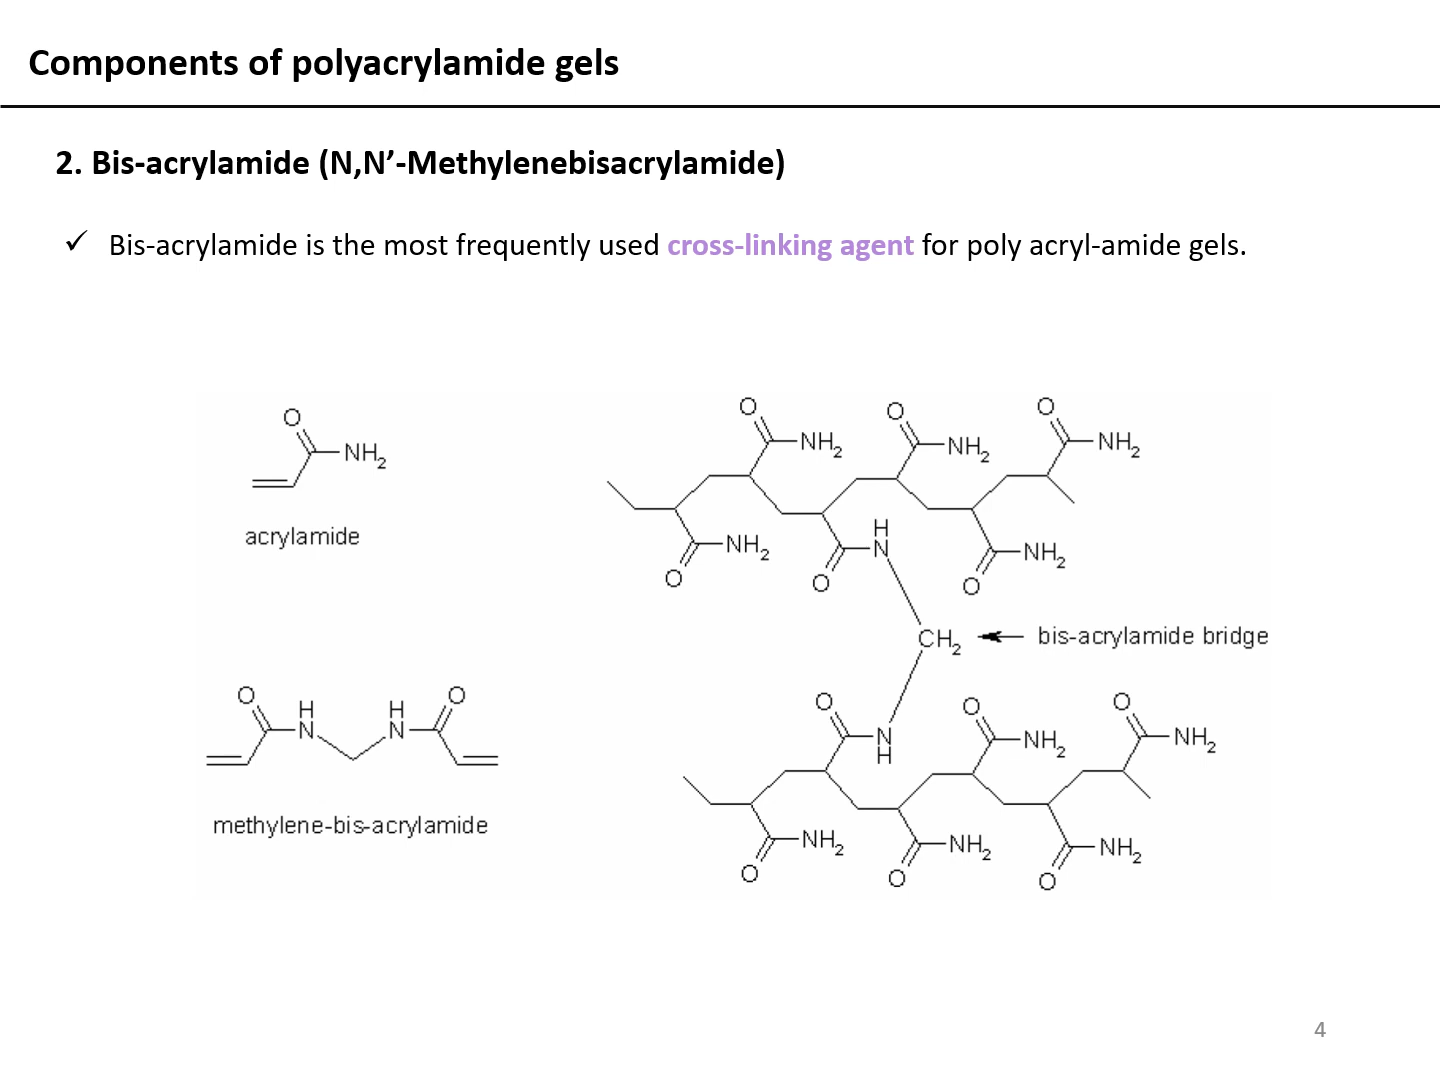 Components of polyacrylamide gels
2. Bis-acrylamide (N,N’-Methylenebisacrylamide)
✓ Bis-acrylamide is the most frequently used cross-linking agent for poly acryl-amide gels.
O
NH2
acrylamide
O
H
N
H
N
O
methylene-bis-acrylamide
O
NH2
O
NH2
O
NH2
NH2
O
H
N
O
NH2
O
CH2
bis-acrylamide bridge
O
N
H
O
NH2
O
NH2
NH2
O
NH2
O
NH2
O
4